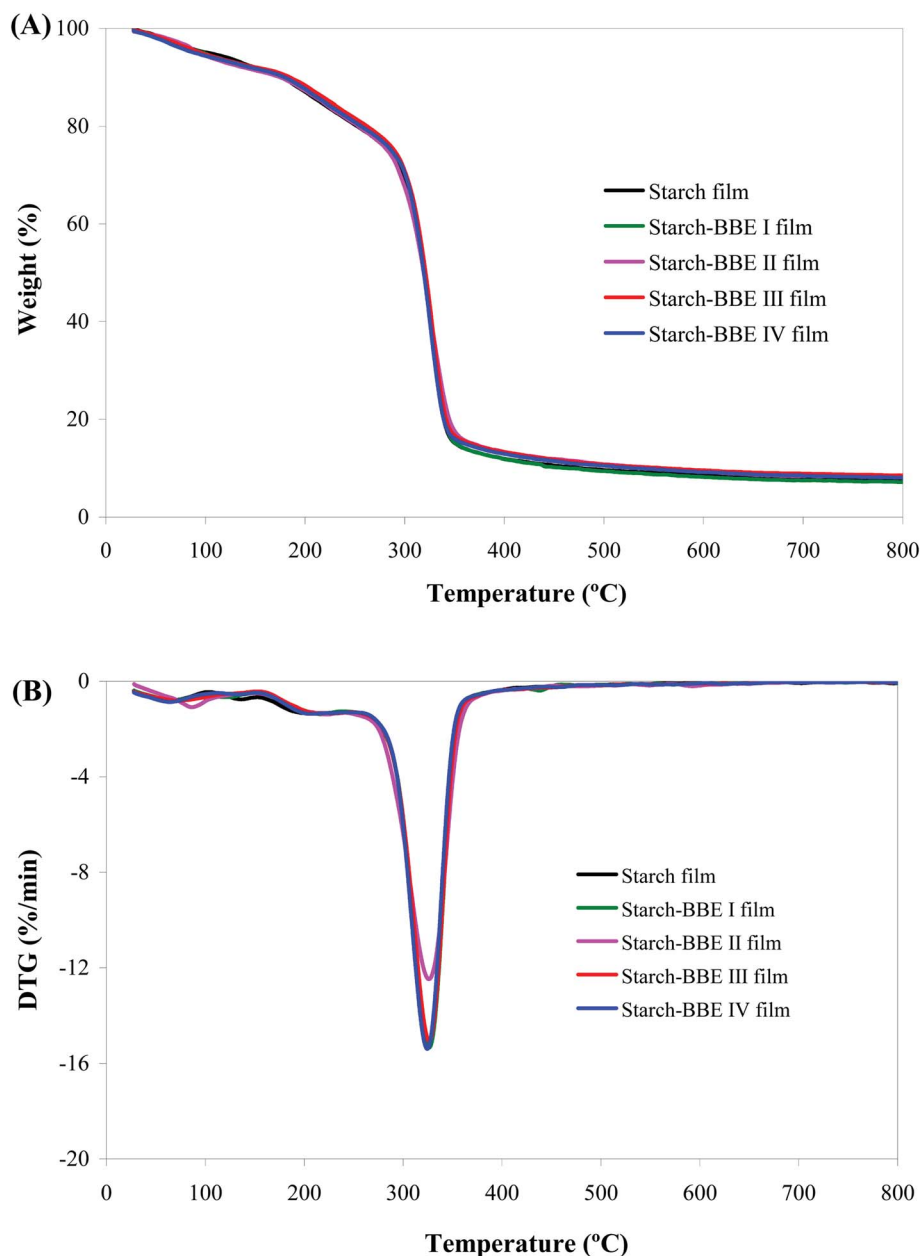 (A)
100
80
60
40
20
0
Weight (%)
Starch film
Starch-BBE I film
Starch-BBE II film
Starch-BBE III film
Starch-BBE IV film
0 100 200 300 400 500 600 700 800
Temperature (ºC)
(B)
0
-4
-8
-12
-16
-20
DTG (%/min)
Starch film
Starch-BBE I film
Starch-BBE II film
Starch-BBE III film
Starch-BBE IV film
0 100 200 300 400 500 600 700 800
Temperature (ºC)